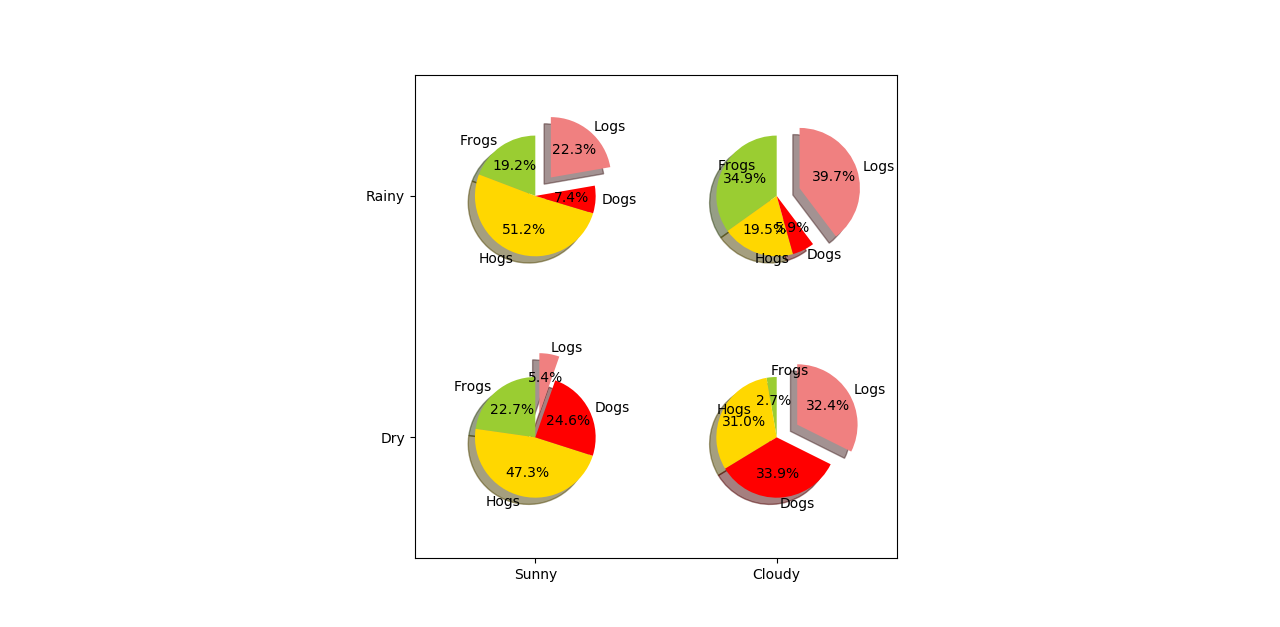 Logs
Frogs
22.3%
19.2%
7.4%
Dogs
51.2%
Hogs
Frogs
Logs
34.9%
39.7%
19.5%
5.9%
Hogs
Dogs
Rainy
Logs
5.4%
Frogs
22.7%
Dogs
24.6%
47.3%
Hogs
Frogs
2.7%
Logs
Hogs
32.4%
31.0%
33.9%
Dogs
Dry
Sunny
Cloudy